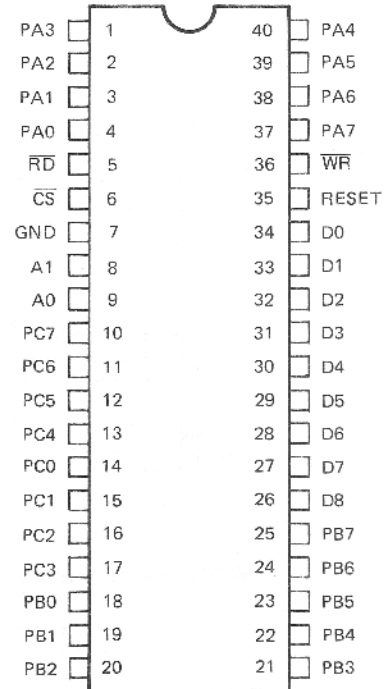 PA3 1 40 PA4
PA2 2 39 PA5
PA1 3 38 PA6
PA0 4 37 PA7
RD 5 36 WR
CS 6 35 RESET
GND 7 34 D0
A1 8 33 D1
A0 9 32 D2
PC7 10 31 D3
PC6 11 30 D4
PC5 12 29 D5
PC4 13 28 D6
PC0 14 27 D7
PC1 15 26 D8
PC2 16 25 PB7
PC3 17 24 PB6
PB0 18 23 PB5
PB1 19 22 PB4
PB2 20 21 PB3